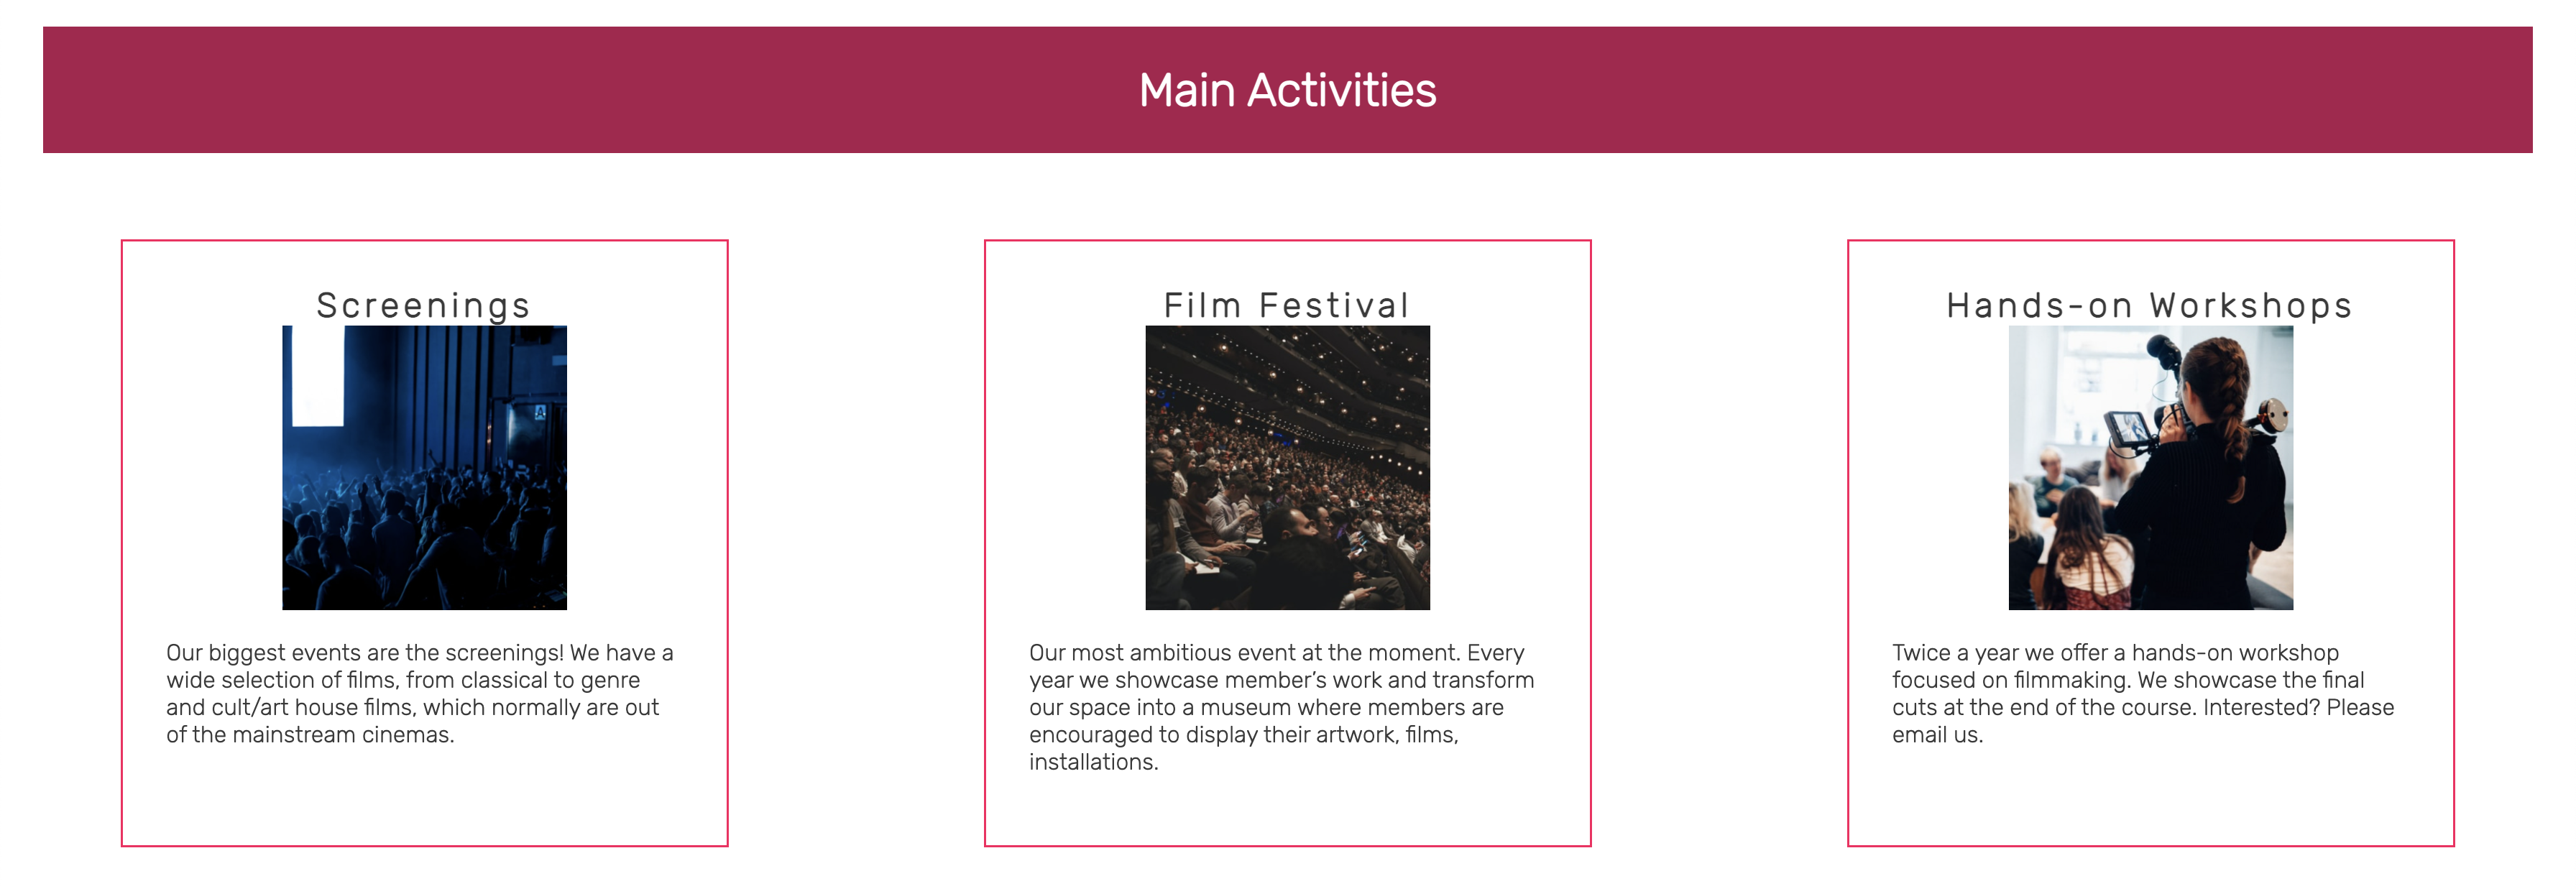 Main Activities
Screenings
Our biggest events are the screenings! We have a
wide selection of films, from classical to genre
and cult/art house films, which normally are out
of the mainstream cinemas.
Film Festival
Our most ambitious event at the moment. Every
year we showcase member’s work and transform
our space into a museum where members are
encouraged to display their artwork, films,
installations.
Hands-on Workshops
Twice a year we offer a hands-on workshop
focused on filmmaking. We showcase the final
cuts at the end of the course. Interested? Please
email us.